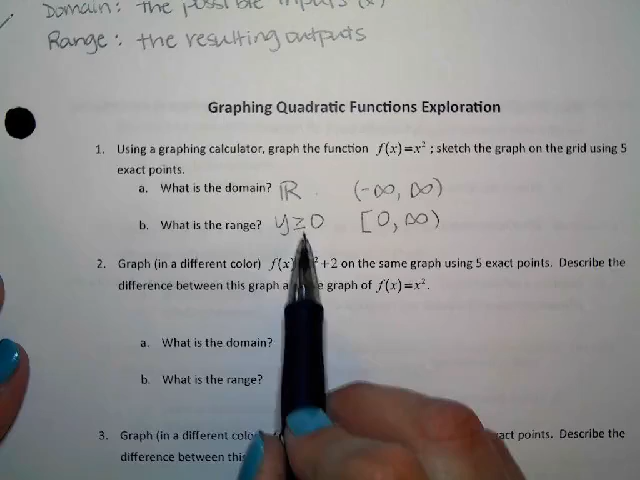 Domain: the possible inputs (x)
Range: the resulting outputs
Graphing Quadratic Functions Exploration
1. Using a graphing calculator, graph the function f(x)=x²; sketch the graph on the grid using 5
exact points.
a. What is the domain? ℝ (-∞, ∞)
b. What is the range? y≥0 [0, ∞)
2. Graph (in a different color) f(x) ²+2 on the same graph using 5 exact points. Describe the
difference between this graph a e graph of f(x)=x².
a. What is the domain?
b. What is the range?
3. Graph (in a different colo act points. Describe the
difference between this